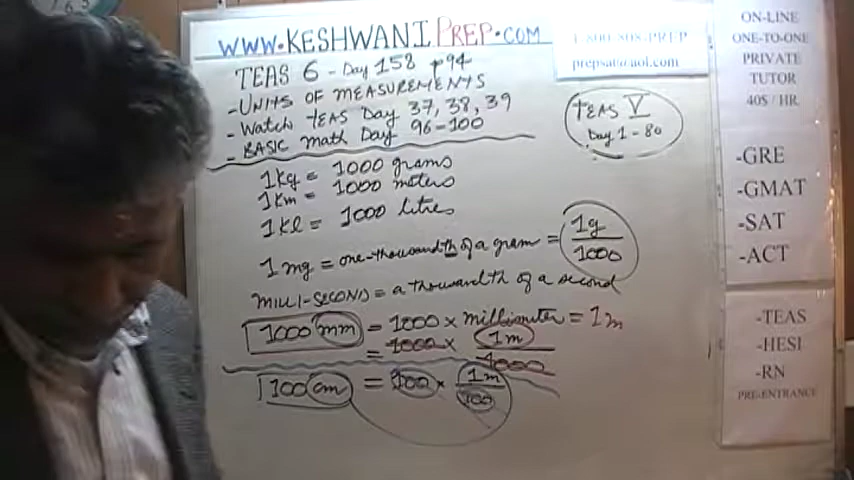 www.KESHWANIPREP.COM
TEAS 6 - Day 158 p94
- UNITS OF MEASUREMENTS
- Watch TEAS Day 37, 38, 39
- BASIC math Day 96-100
1-800-808-PREP
prepsat@aol.com
TEAS V
Day 1-80
1kg = 1000 grams
1km = 1000 meters
1kl = 1000 litres
1 mg = one-thousandth of a gram = 1g
1000
MILLI-SECOND = a thousandth of a second
1000 mm = 1000 × millimeter = 1m
= 1000 × 1m
1000
100 cm = 100 × 1m
100
ON-LINE
ONE-TO-ONE
PRIVATE
TUTOR
40$ / HR
-GRE
-GMAT
-SAT
-ACT
-TEAS
-HESI
-RN
PRE-ENTRANCE